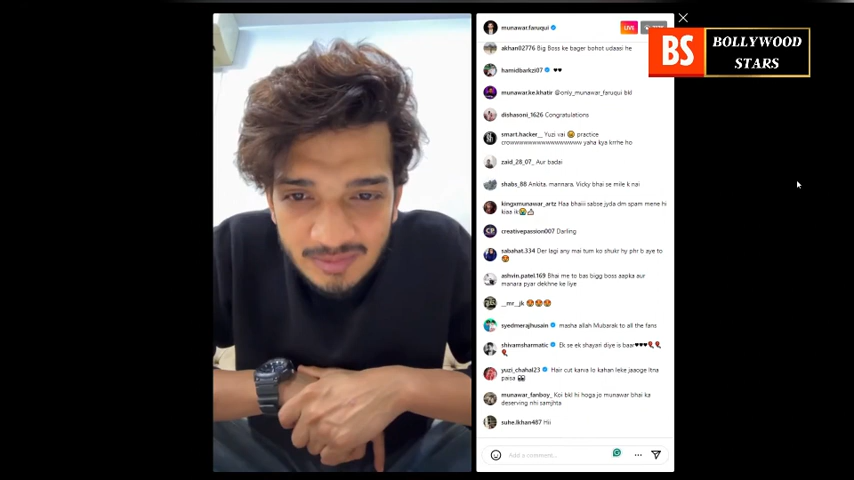 munawar.faruqui
LIVE
BS
BOLLYWOOD
STARS
akhan02776 Big Boss ke bager bohot udaasi he
hamidbarkzi07 ♥♥
munawar.ke.khatir @only_munawar_faruqui bkl
dishasoni_1626 Congratulations
smart.hacker__ Yuzi vai 😂 practice
crowwwwwwwwwwwwwwwww yaha kya krrhe ho
zaid_28_07_ Aur badai
shabs_88 Ankita, mannara, Vicky bhai se mile k nai
kingxmunawar_artz Haa bhaiii sabse jyda dm spam mene hi
kiaa ik😭👍🏻
CP
creativepassion007 Darling
sabahat.334 Der lagi any mai tum ko shukr hy phr b aye to
😍
ashvin.patel.169 Bhai me to bas bigg boss aapka aur
manara pyar dekhne ke liye
__mr__jk 😍😍😍
syedmerajhusain masha allah Mubarak to all the fans
shivamsharmatic Ek se ek shayari diye is baar♥♥♥🌹🌹
🌹
yuzi_chahal23 Hair cut karva lo kahan leke jaaoge Itna
paisa 👀
munawar_fanboy_ Koi bkl hi hoga jo munawar bhai ka
deserving nhi samjhta
suhe.lkhan487 Hii
Add a comment...